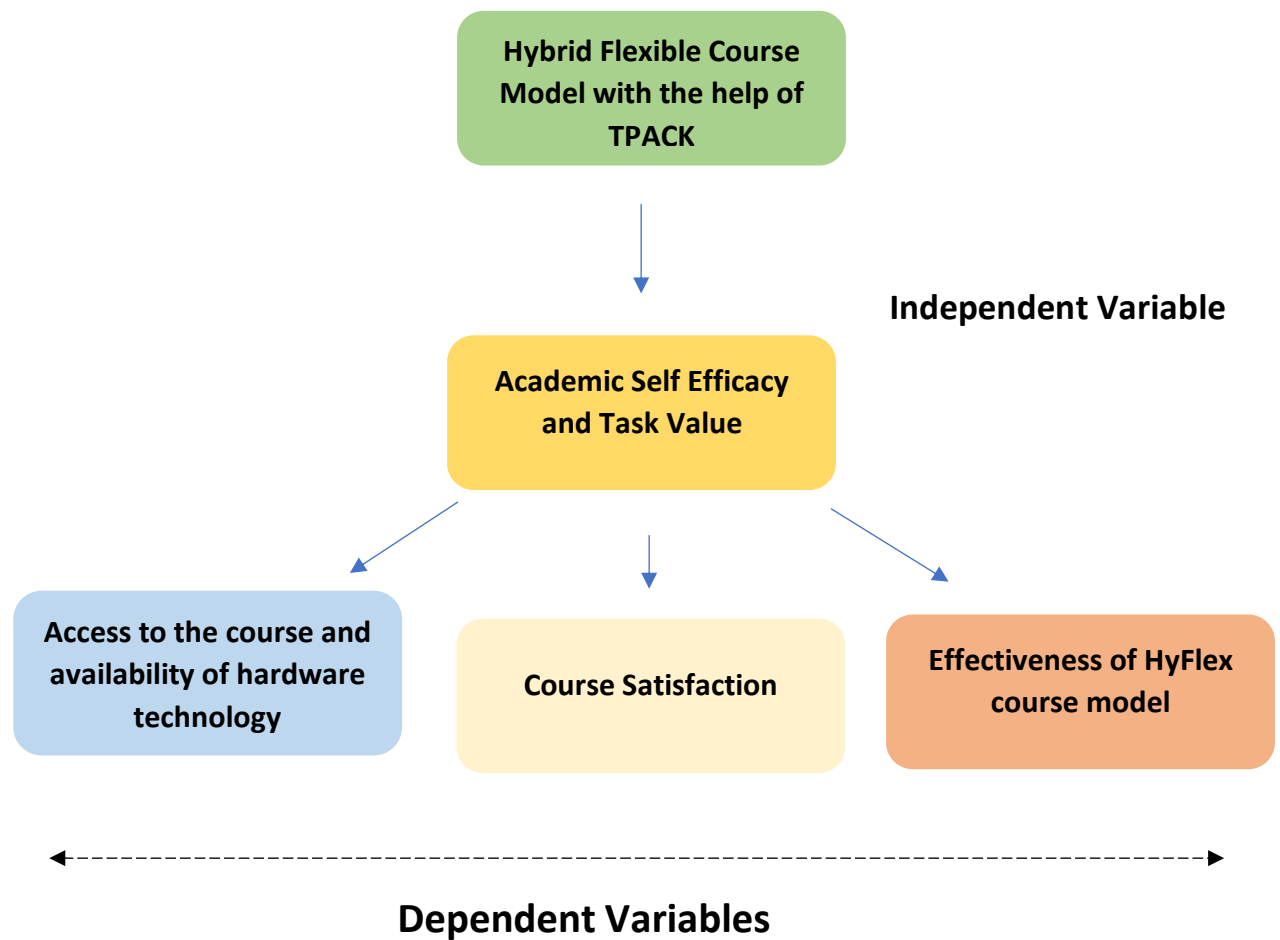 Hybrid Flexible Course
Model with the help of
TPACK
Independent Variable
Academic Self Efficacy
and Task Value
Access to the course and
availability of hardware
technology
Course Satisfaction
Effectiveness of HyFlex
course model
Dependent Variables